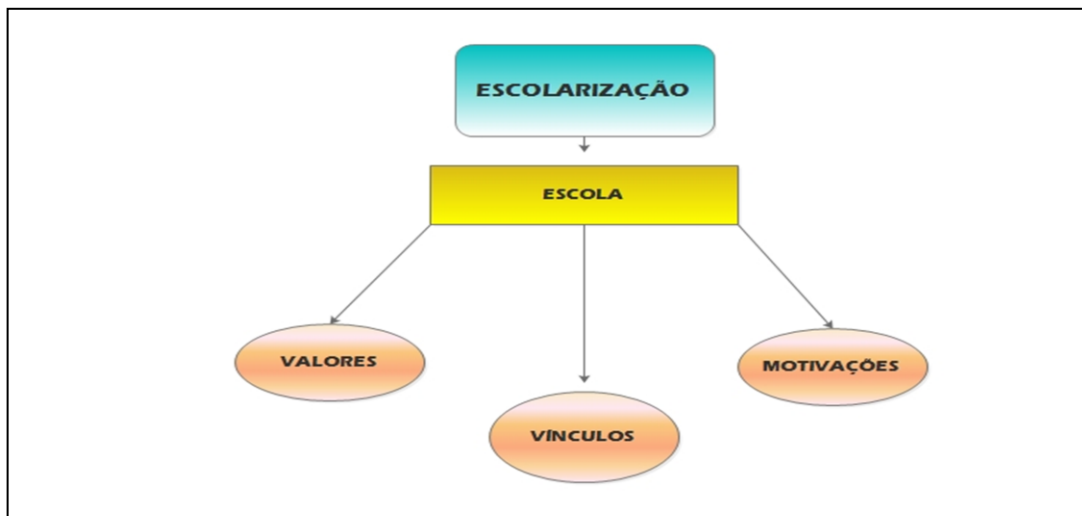 ESCOLARIZAÇÃO
ESCOLA
VALORES
MOTIVAÇÕES
VÍNCULOS